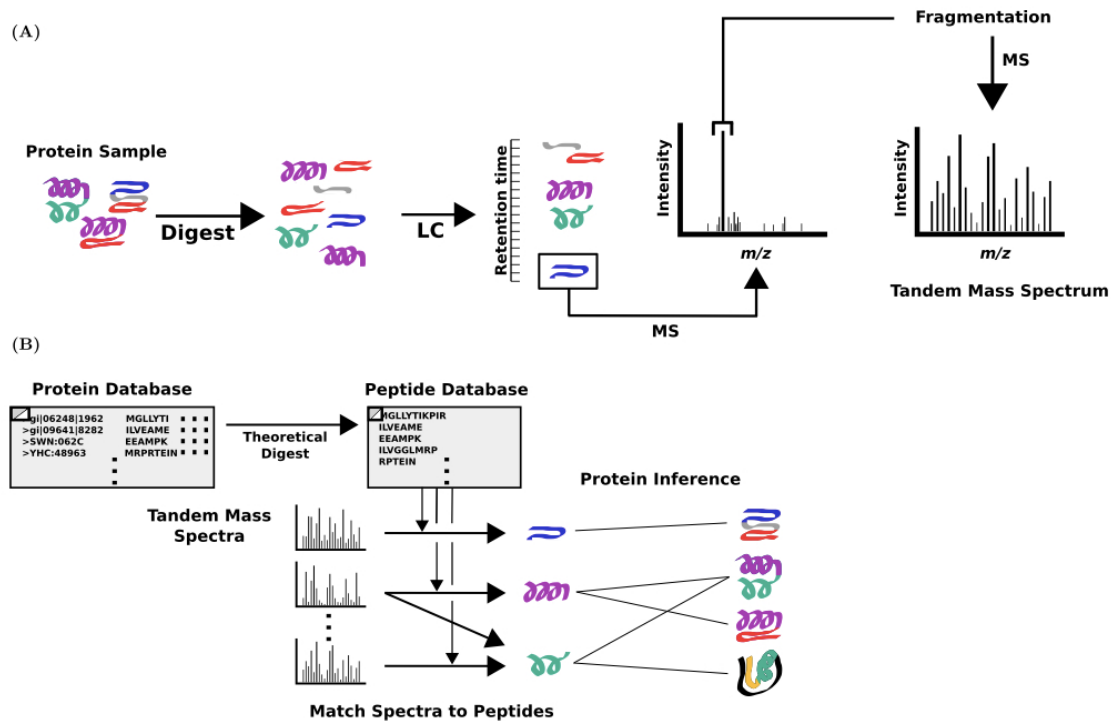 (A)
Fragmentation
MS
Protein Sample
Digest
LC
Retention time
Intensity
m/z
MS
Intensity
m/z
Tandem Mass Spectrum
(B)
Protein Database
>gi|06248|1962 MGLLYTI
>gi|09641|8282 ILVEAME
>SWN:062C EEAMPK
>YHC:48963 MRPRTEIN
Theoretical
Digest
Peptide Database
MGLLYTIKPIR
ILVEAME
EEAMPK
ILVGGLMRP
RPTEIN
Protein Inference
Tandem Mass
Spectra
Match Spectra to Peptides